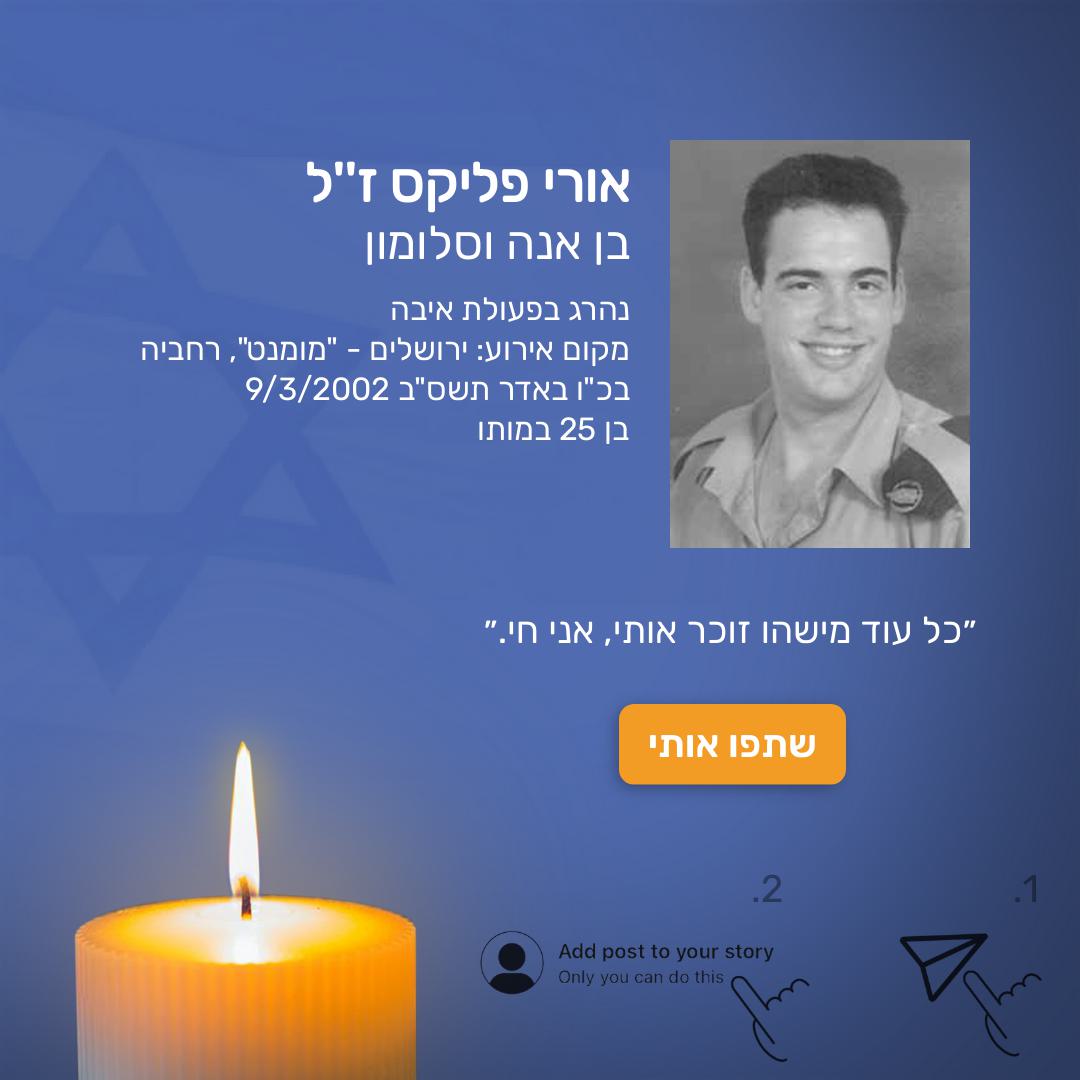 אורי פליקס ז"ל
בן אנה וסלומון
נהרג בפעולת איבה
מקום אירוע: ירושלים - "מומנט", רחביה
בכ"ו באדר תשס"ב 9/3/2002
בן 25 במותו
״כל עוד מישהו זוכר אותי, אני חי.״
שתפו אותי
1.
2.
Add post to your story
Only you can do this